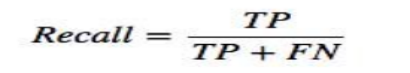 Recall = TP / TP + FN